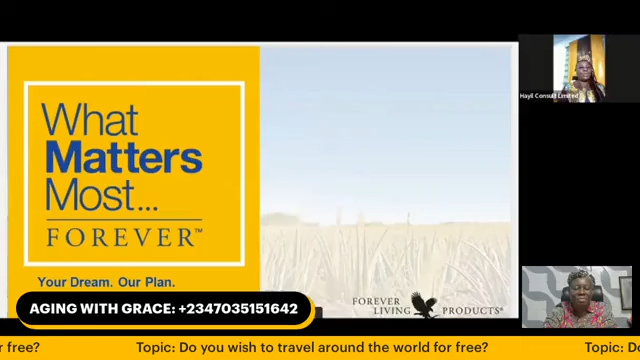 What
Matters
Most...
FOREVER™
Your Dream. Our Plan.
FOREVER
LIVING PRODUCTS®
Hayil Consult Limited
AGING WITH GRACE: +2347035151642
r free?
Topic: Do you wish to travel around the world for free?
Topic: Do